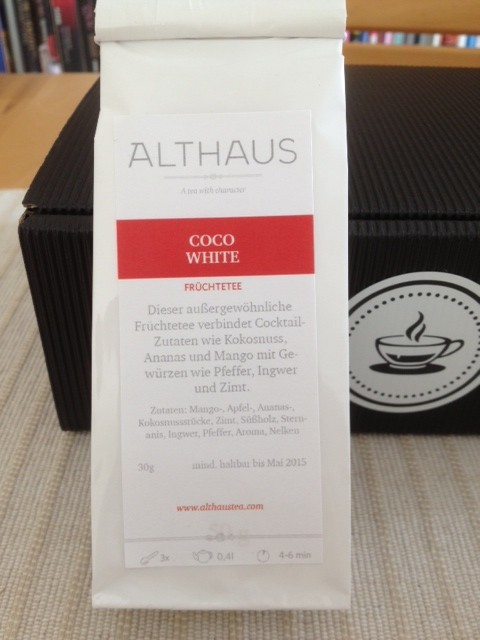 ALTHAUS
A tea with character
COCO
WHITE
FRÜCHTETEE
Dieser außergewöhnliche
Früchtetee verbindet Cocktail-
Zutaten wie Kokosnuss,
Ananas und Mango mit Ge-
würzen wie Pfeffer, Ingwer
und Zimt.
Zutaten: Mango-, Apfel-, Ananas-,
Kokosnussstücke, Zimt, Süßholz, Stern-
anis, Ingwer, Pfeffer, Aroma, Nelken
50g mind. haltbar bis Mai 2015
www.althaustea.com
50 g
3x 0,4l 4-6 min